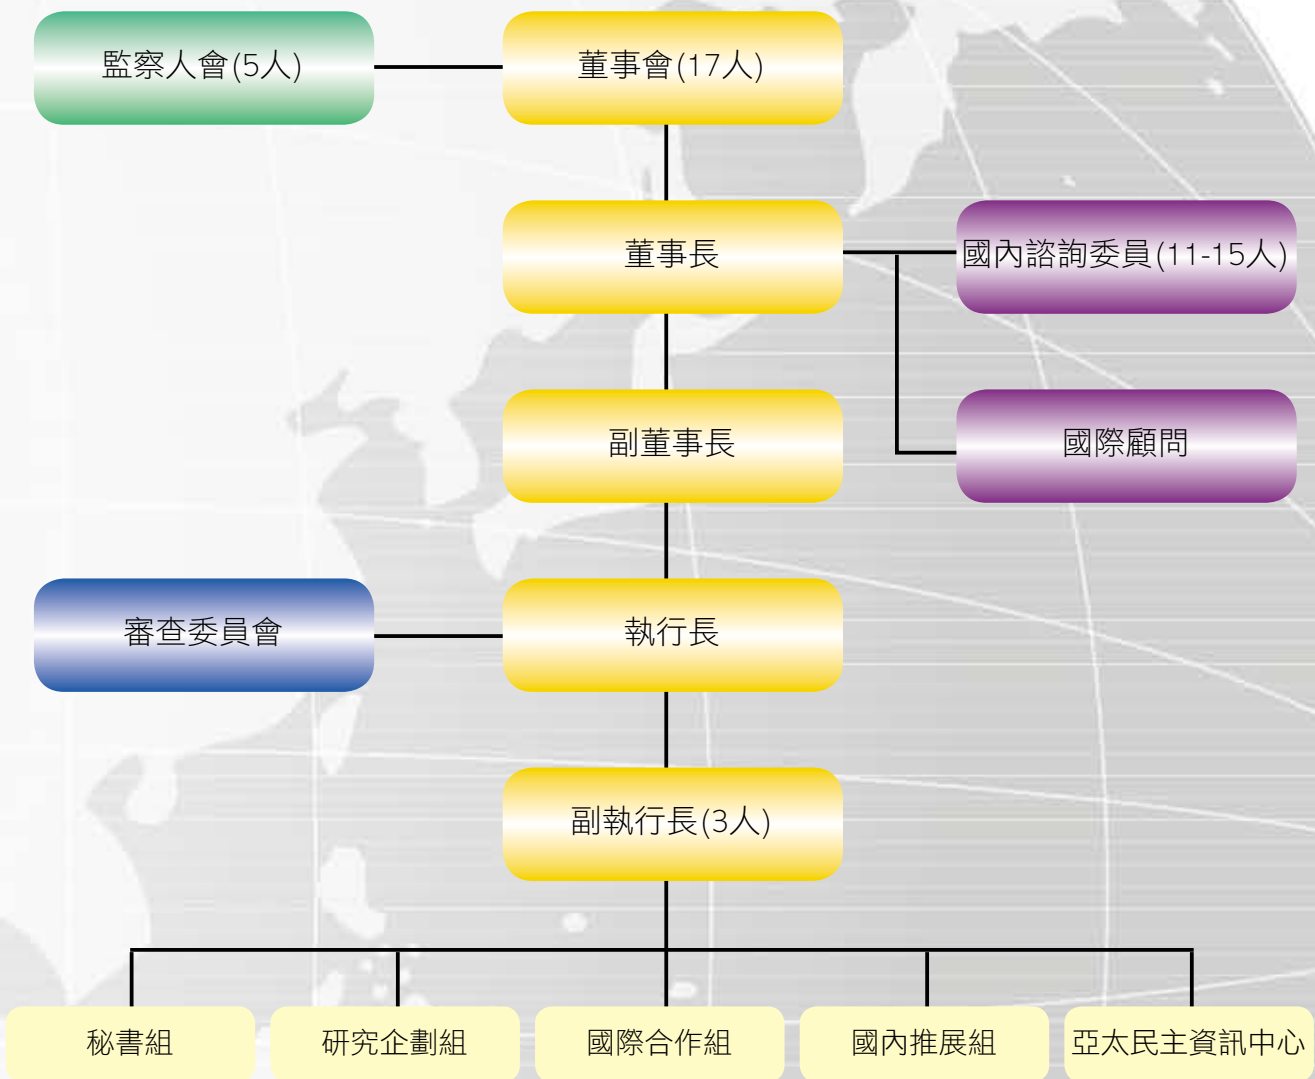 監察人會(5人)
董事會(17人)
董事長
國內諮詢委員(11-15人)
副董事長
國際顧問
審查委員會
執行長
副執行長(3人)
秘書組
研究企劃組
國際合作組
國內推展組
亞太民主資訊中心